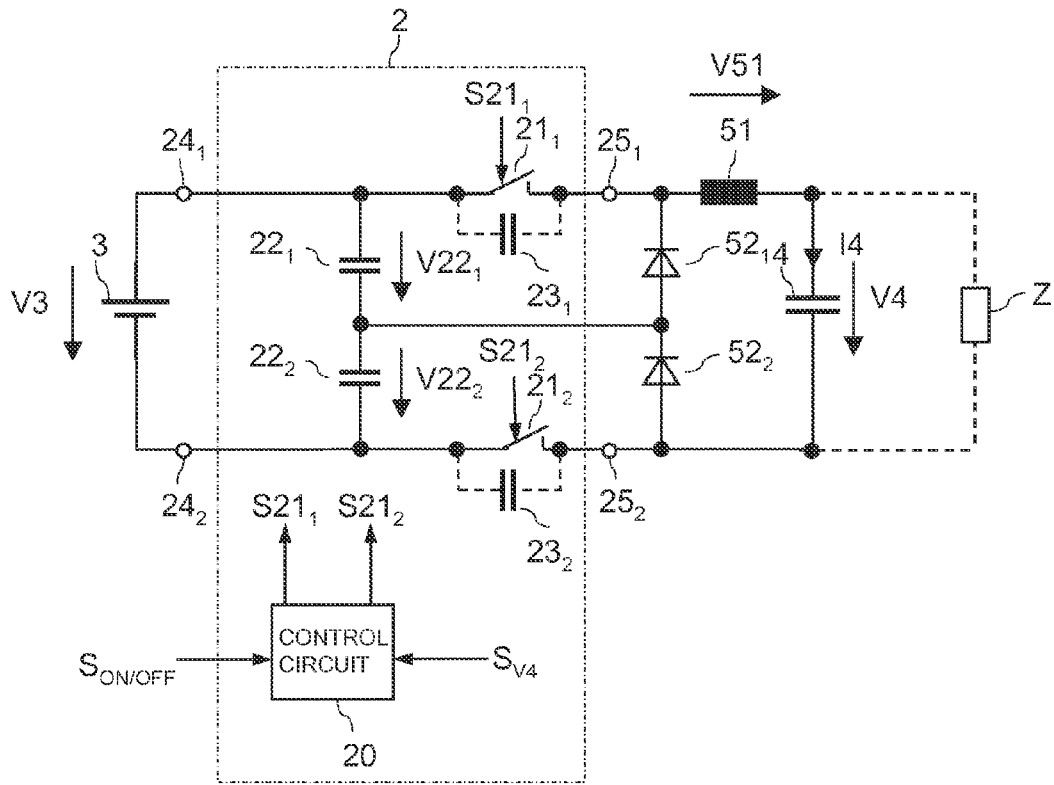 2
V51
S21₁
24₁
21₁
25₁
51
3
22₁
V22₁
52₁
14
I4
V3
23₁
V4
Z
S21₂
22₂
V22₂
21₂
52₂
24₂
S21₁
S21₂
25₂
23₂
CONTROL
CIRCUIT
S_ON/OFF
S_V4
20